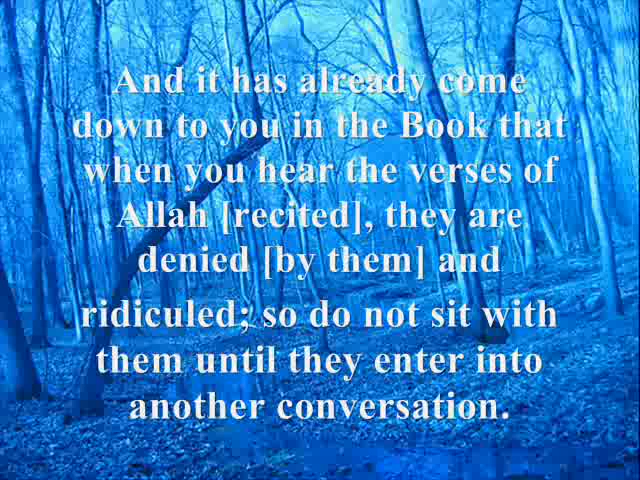 And it has already come
down to you in the Book that
when you hear the verses of
Allah [recited], they are
denied [by them] and
ridiculed; so do not sit with
them until they enter into
another conversation.